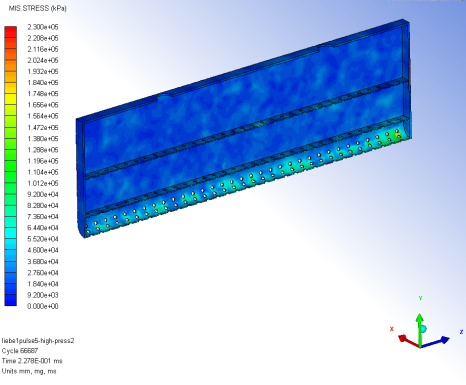 MIS.STRESS (kPa)
2.300e+05
2.208e+05
2.116e+05
2.024e+05
1.932e+05
1.840e+05
1.748e+05
1.656e+05
1.564e+05
1.472e+05
1.380e+05
1.288e+05
1.196e+05
1.104e+05
1.012e+05
9.200e+04
8.280e+04
7.360e+04
6.440e+04
5.520e+04
4.600e+04
3.680e+04
2.760e+04
1.840e+04
9.200e+03
0.000e+00
Y
X
Z
liebe1pulse5-high-press2
Cycle 66687
Time 2.278E-001 ms
Units mm, mg, ms